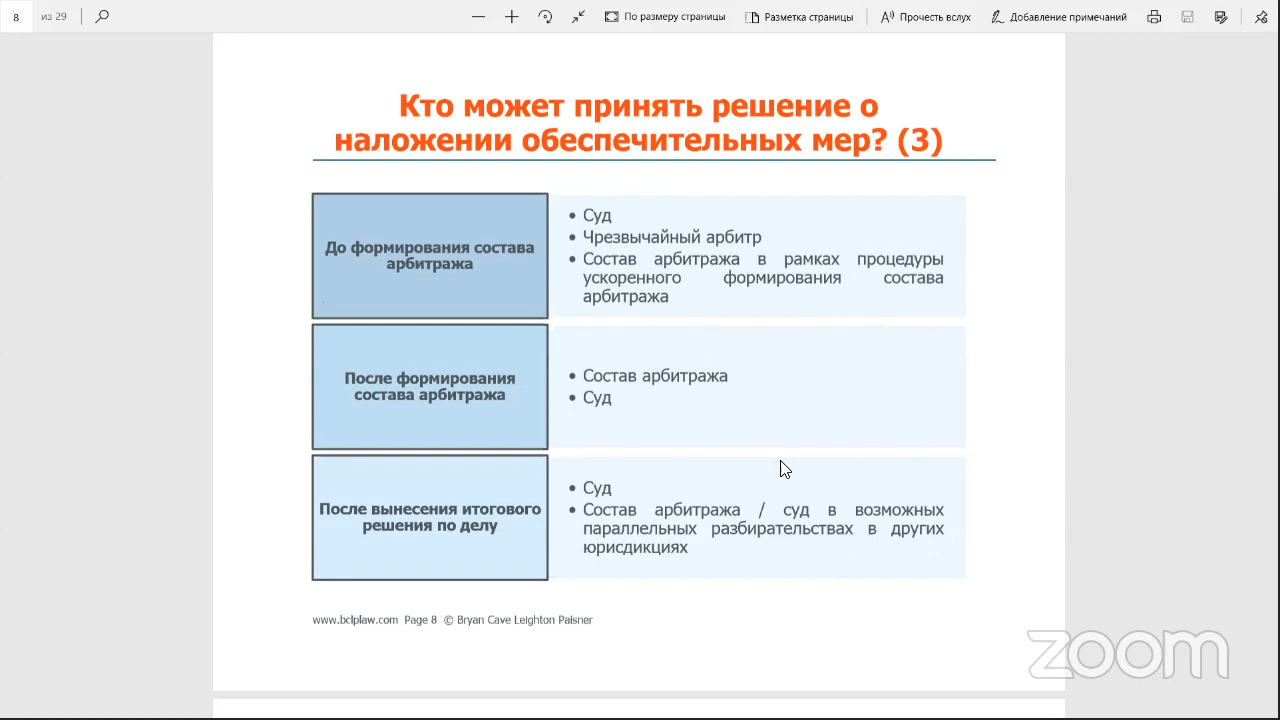 8 из 29
По размеру страницы
Разметка страницы
Прочесть вслух
Добавление примечаний
Кто может принять решение о
наложении обеспечительных мер? (3)
До формирования состава
арбитража
• Суд
• Чрезвычайный арбитр
• Состав арбитража в рамках процедуры
ускоренного формирования состава
арбитража
После формирования
состава арбитража
• Состав арбитража
• Суд
После вынесения итогового
решения по делу
• Суд
• Состав арбитража / суд в возможных
параллельных разбирательствах в других
юрисдикциях
www.bclplaw.com Page 8 © Bryan Cave Leighton Paisner
zoom